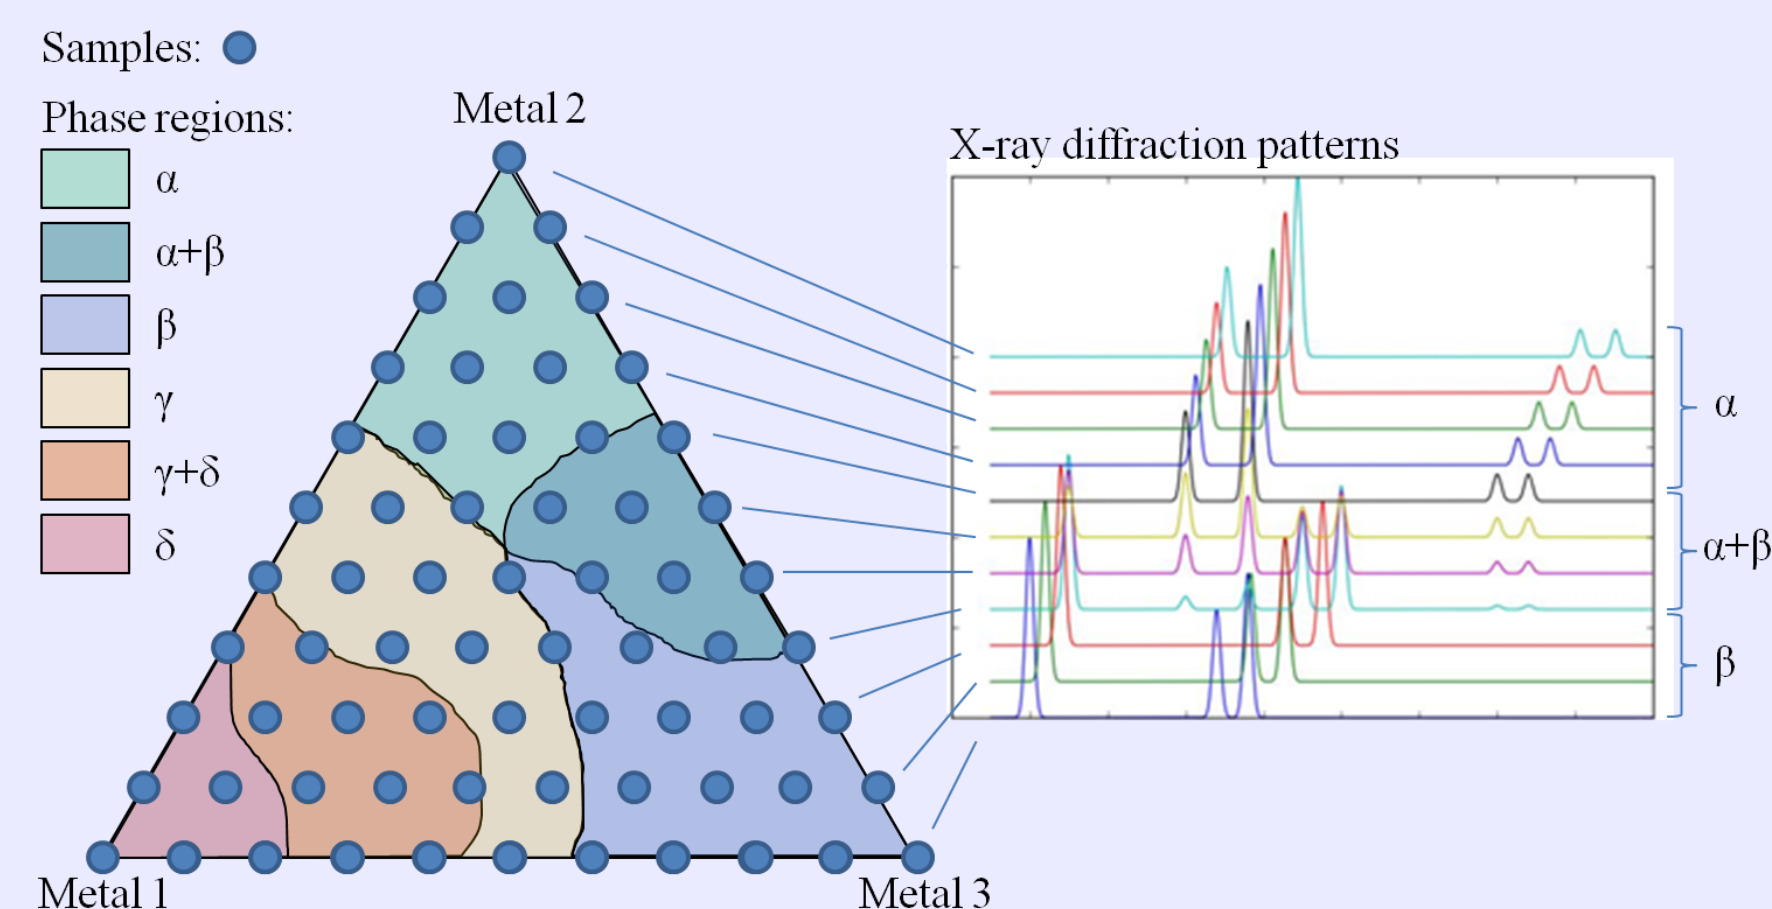 Samples:
Phase regions:
α
α+β
β
γ
γ+δ
δ
Metal 2
Metal 1
Metal 3
X-ray diffraction patterns
α
α+β
β